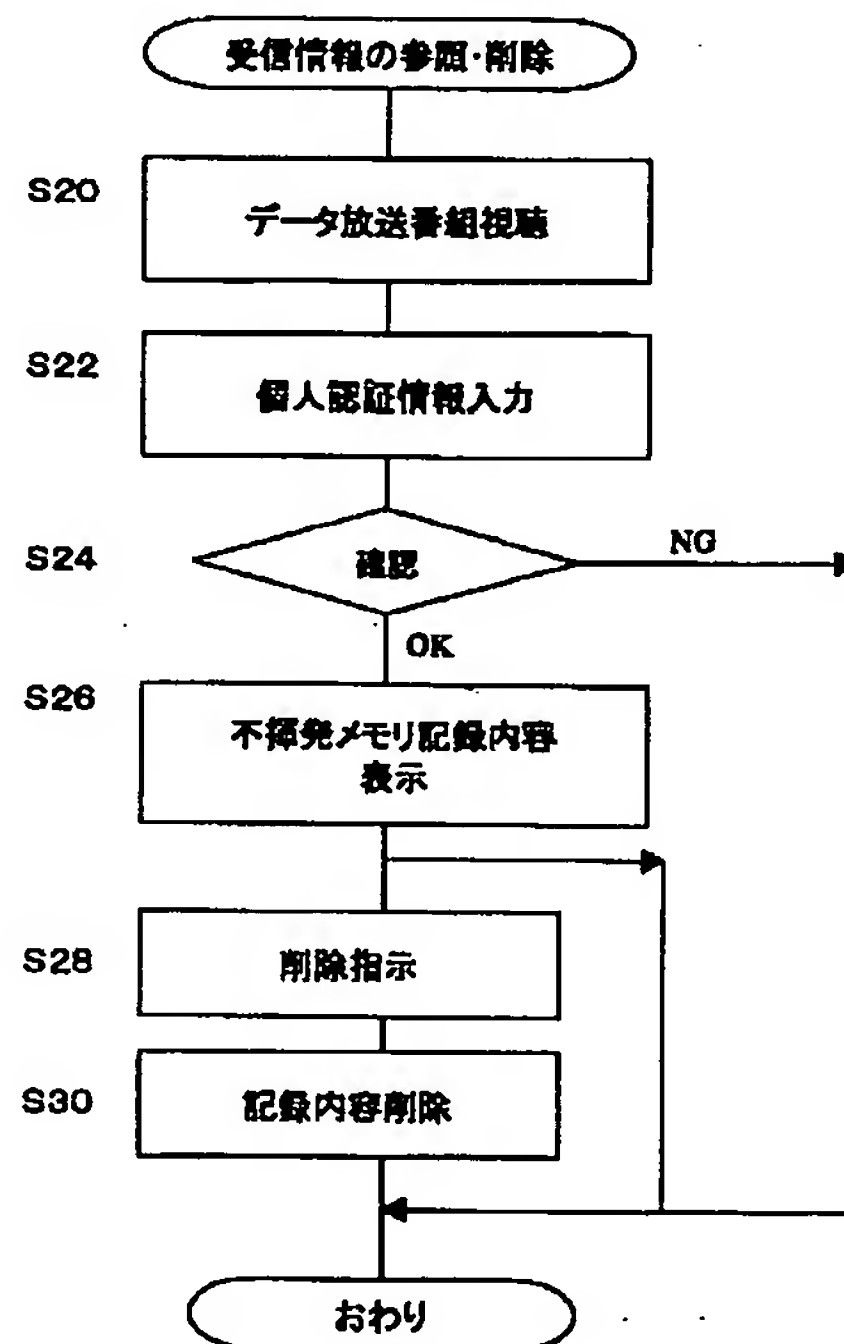 受信情報の参照・削除
S20
データ放送番組視聴
S22
個人認証情報入力
S24
確認
NG
OK
S26
不揮発メモリ記録内容
表示
S28
削除指示
S30
記録内容削除
おわり